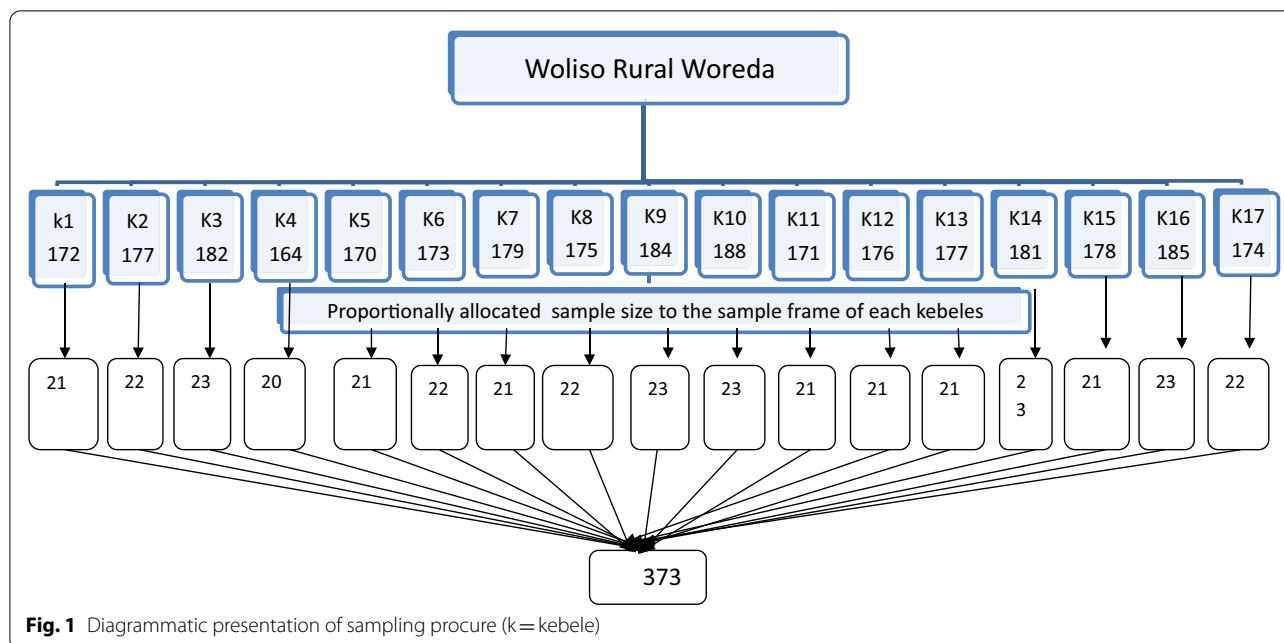 Woliso Rural Woreda
k1 K2 K3 K4 K5 K6 K7 K8 K9 K10 K11 K12 K13 K14 K15 K16 K17
172 177 182 164 170 173 179 175 184 188 171 176 177 181 178 185 174
Proportionally allocated sample size to the sample frame of each kebeles
21 22 23 20 21 22 21 22 23 23 21 21 21 2 21 23 22
3
373
Fig. 1 Diagrammatic presentation of sampling procure (k = kebele)